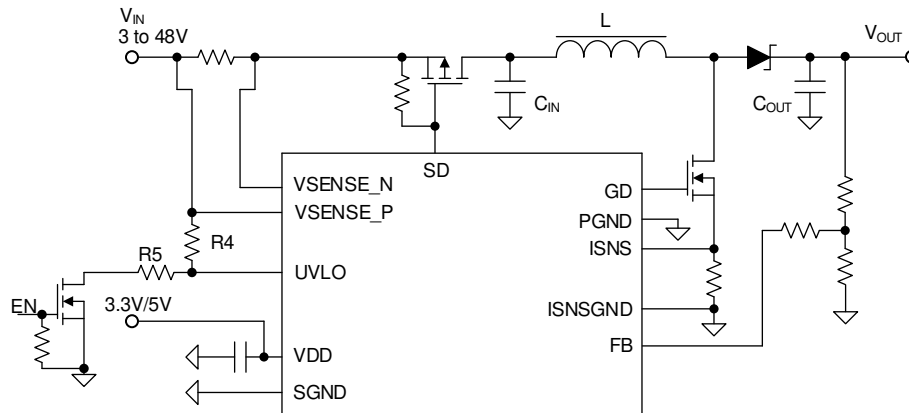 VIN
3 to 48V
L
VOUT
CIN
COUT
SD
VSENSE_N
VSENSE_P
GD
PGND
R4
ISNS
R5
UVLO
EN
3.3V/5V
ISNSGND
FB
VDD
SGND